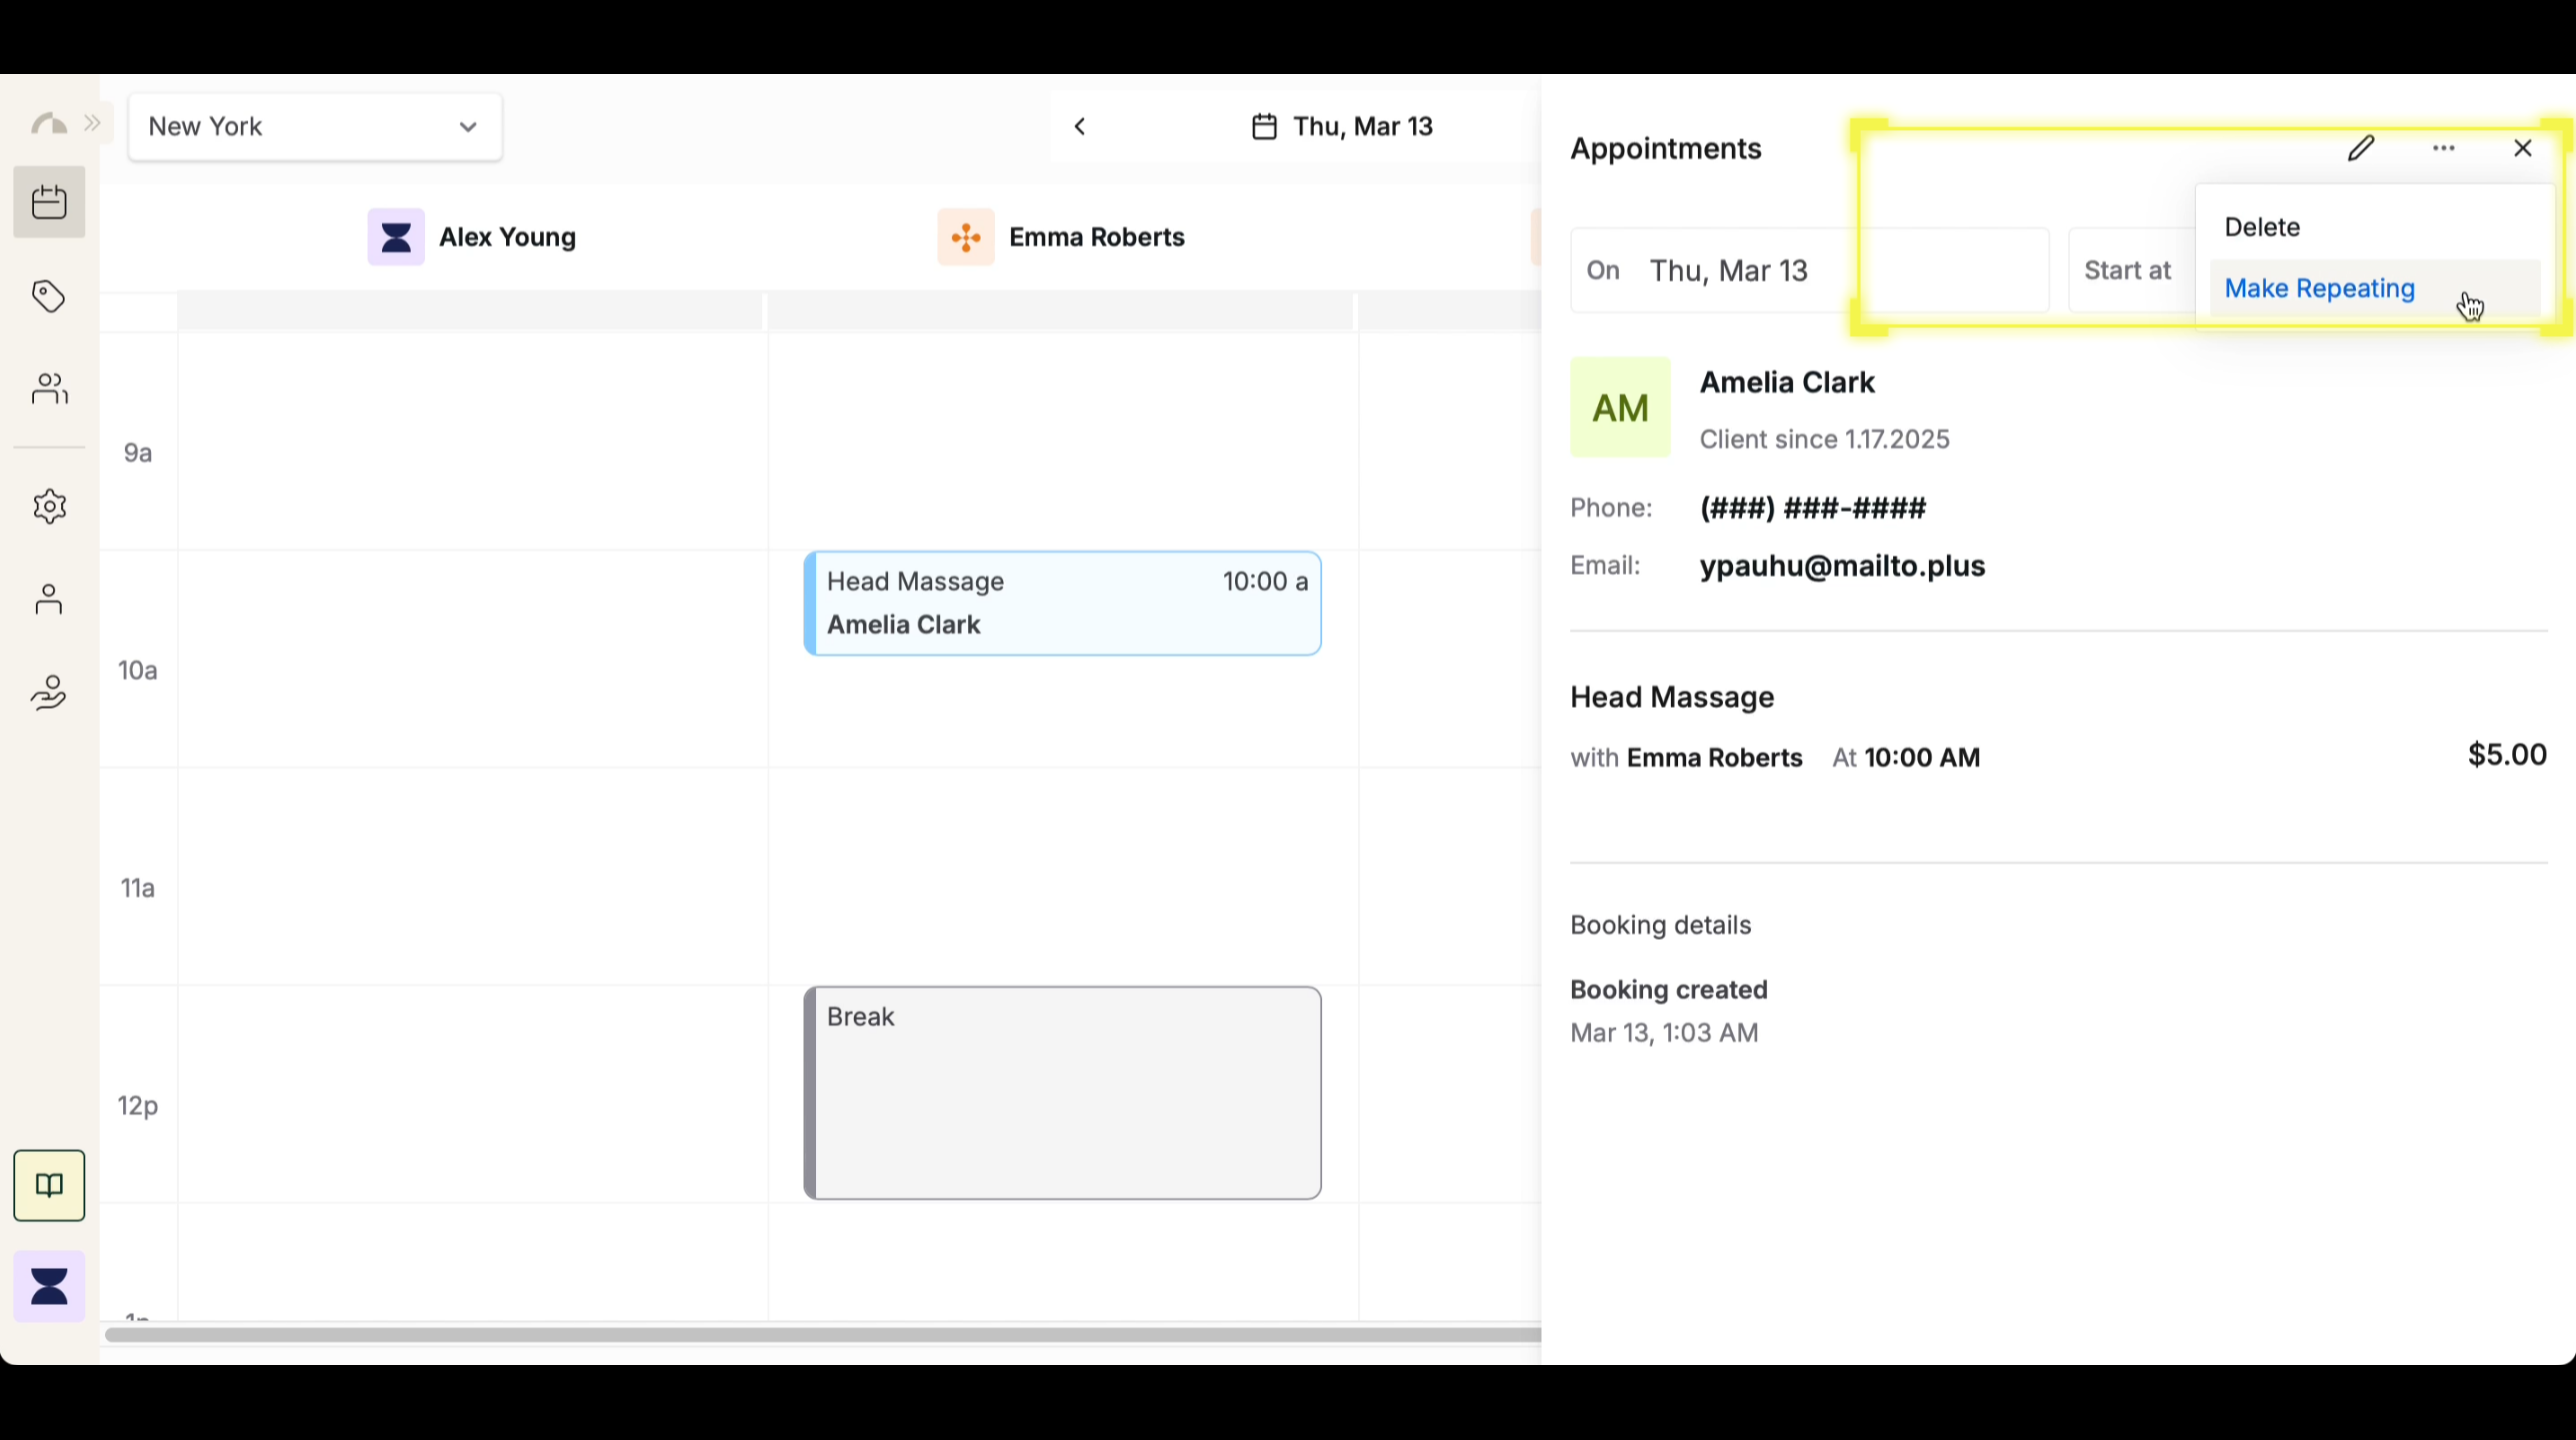 New York
Thu, Mar 13
Alex Young
Emma Roberts
9a
10a
11a
12p
Head Massage 10:00 a
Amelia Clark
Break
Appointments
Delete
Make Repeating
On Thu, Mar 13
Start at
AM
Amelia Clark
Client since 1.17.2025
Phone: (###) ###-####
Email: ypauhu@mailto.plus
Head Massage
with Emma Roberts At 10:00 AM
$5.00
Booking details
Booking created
Mar 13, 1:03 AM